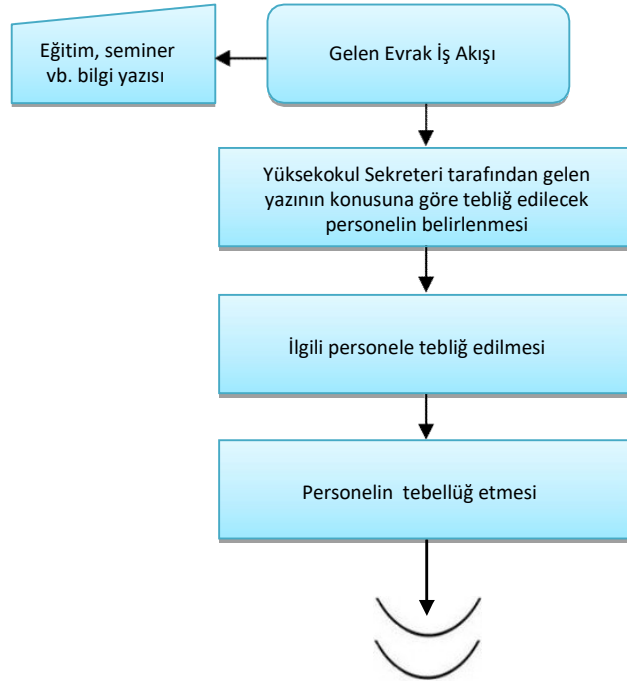 Eğitim, seminer
vb. bilgi yazısı
Gelen Evrak İş Akışı
Yüksekokul Sekreteri tarafından gelen
yazının konusuna göre tebliğ edilecek
personelin belirlenmesi
İlgili personele tebliğ edilmesi
Personelin tebellüğ etmesi